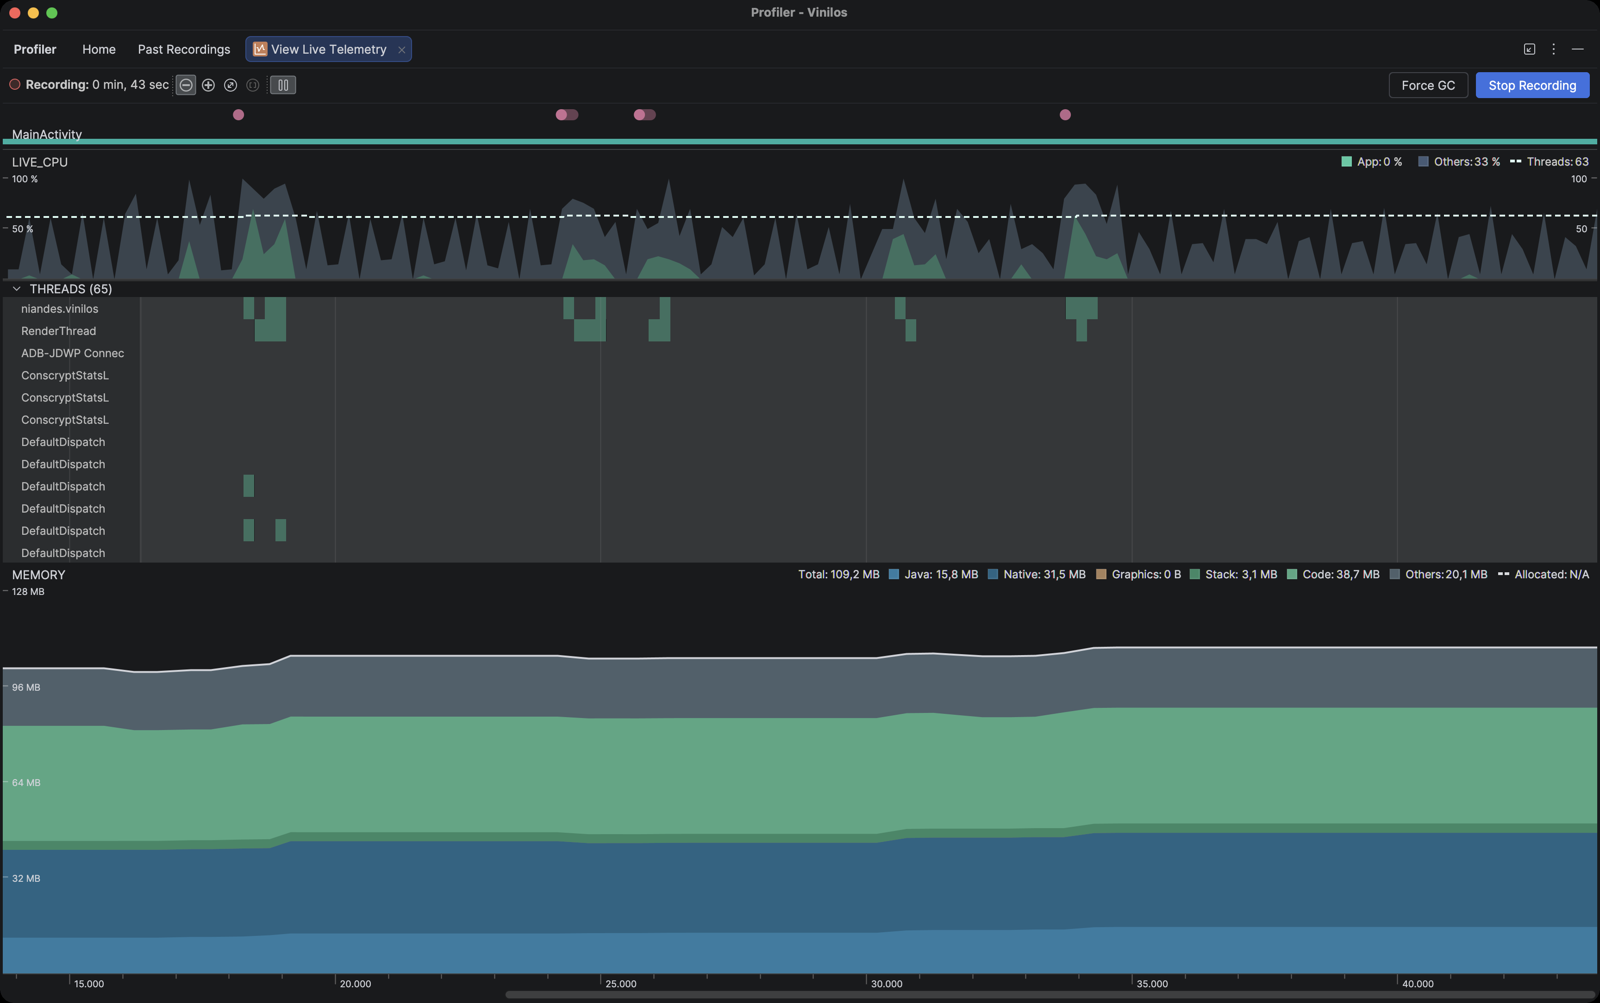 Profiler - Vinilos
Profiler Home Past Recordings View Live Telemetry
Recording: 0 min, 43 sec Force GC Stop Recording
MainActivity
LIVE_CPU App: 0 % Others: 33 % Threads: 63
100 % 100
50 % 50
THREADS (65)
niandes.vinilos
RenderThread
ADB-JDWP Connec
ConscryptStatsL
ConscryptStatsL
ConscryptStatsL
DefaultDispatch
DefaultDispatch
DefaultDispatch
DefaultDispatch
DefaultDispatch
DefaultDispatch
MEMORY Total: 109,2 MB Java: 15,8 MB Native: 31,5 MB Graphics: 0 B Stack: 3,1 MB Code: 38,7 MB Others: 20,1 MB Allocated: N/A
128 MB
96 MB
64 MB
32 MB
15.000 20.000 25.000 30.000 35.000 40.000